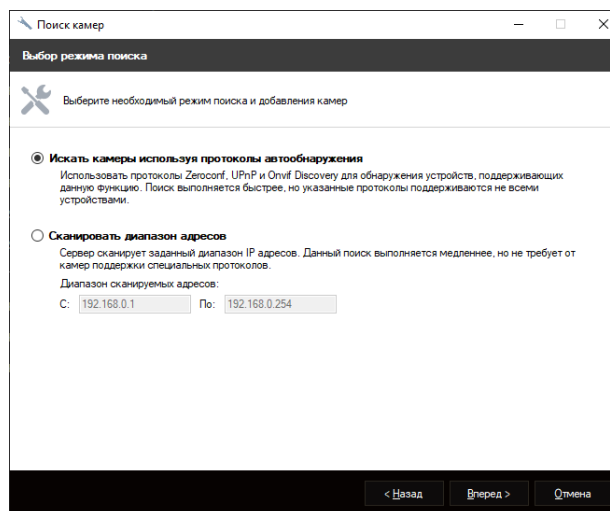 Поиск камер
Выбор режима поиска
Выберите необходимый режим поиска и добавления камер
Искать камеры используя протоколы автообнаружения
Использовать протоколы Zeroconf, UPnP и Onvif Discovery для обнаружения устройств, поддерживающих
данную функцию. Поиск выполняется быстрее, но указанные протоколы поддерживаются не всеми
устройствами.
Сканировать диапазон адресов
Сервер сканирует заданный диапазон IP адресов. Данный поиск выполняется медленнее, но не требует от
камер поддержки специальных протоколов.
Диапазон сканируемых адресов:
С: 192.168.0.1 По: 192.168.0.254
< Назад Вперед > Отмена